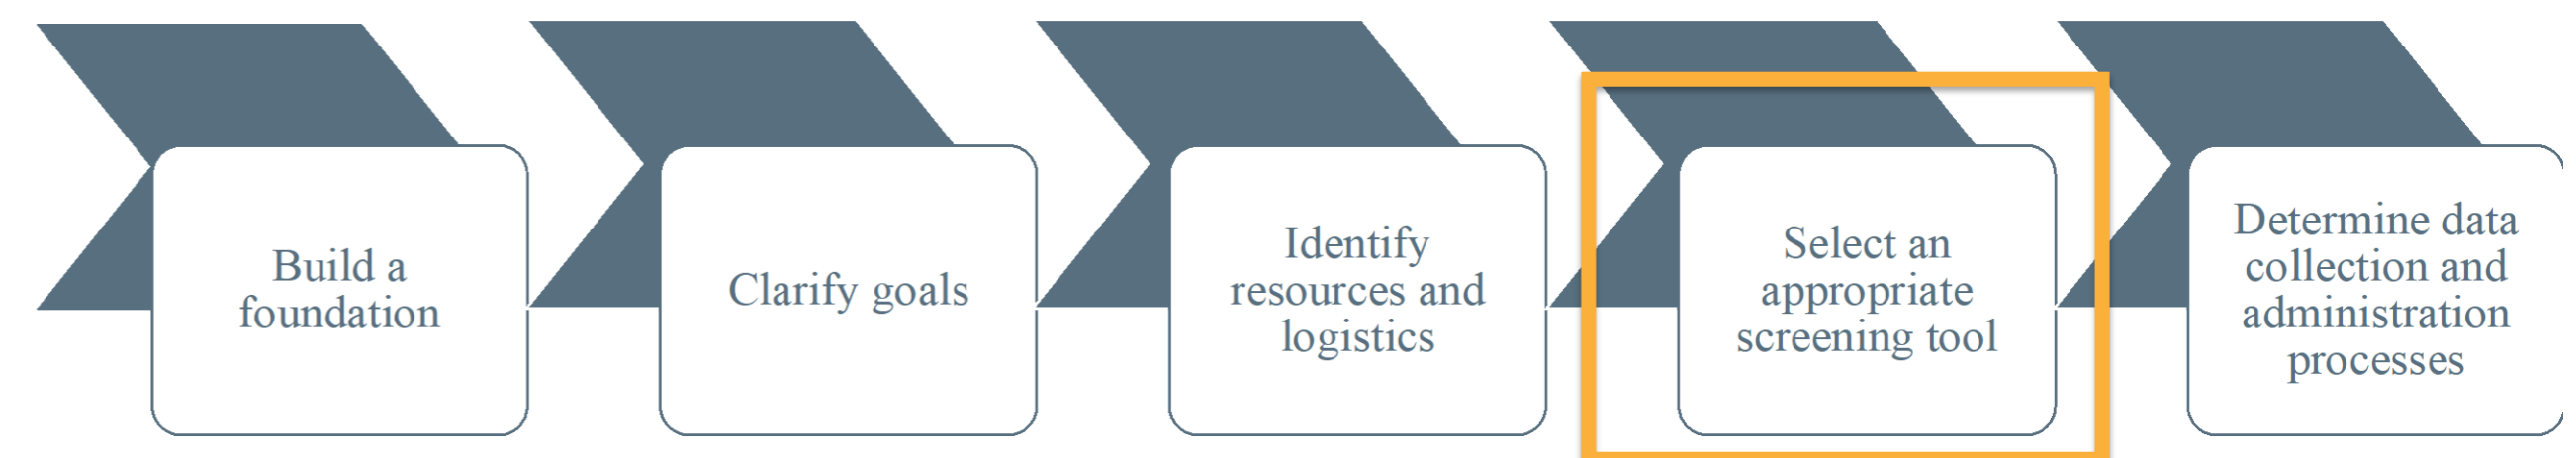 Build a
foundation
Clarify goals
Identify
resources and
logistics
Select an
appropriate
screening tool
Determine data
collection and
administration
processes